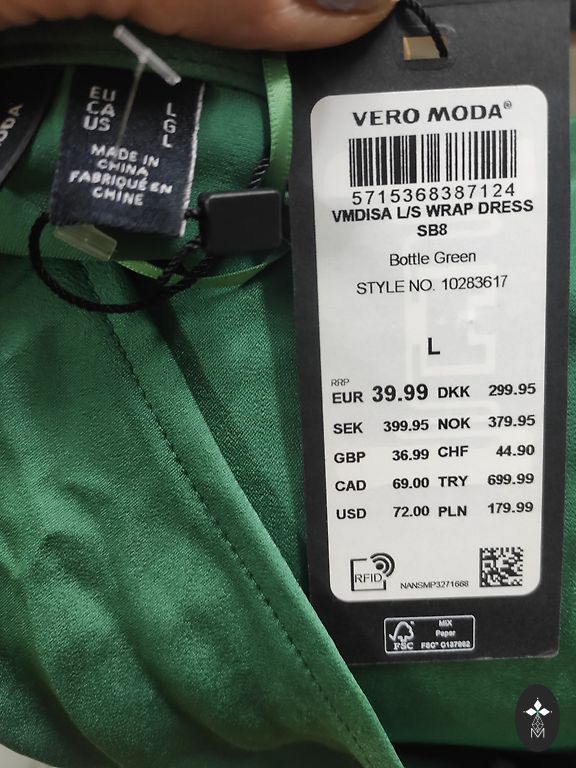 MODA
EU L
CA G
US L
MADE IN
CHINA
FABRIQUÉ EN
CHINE
VERO MODA®
5715368387124
VMDISA L/S WRAP DRESS
SB8
Bottle Green
STYLE NO. 10283617
L
RRP
EUR 39.99 DKK 299.95
SEK 399.95 NOK 379.95
GBP 36.99 CHF 44.90
CAD 69.00 TRY 699.99
USD 72.00 PLN 179.99
RFID
NANSMP3271668
FSC
MIX
Paper
FSC®
M